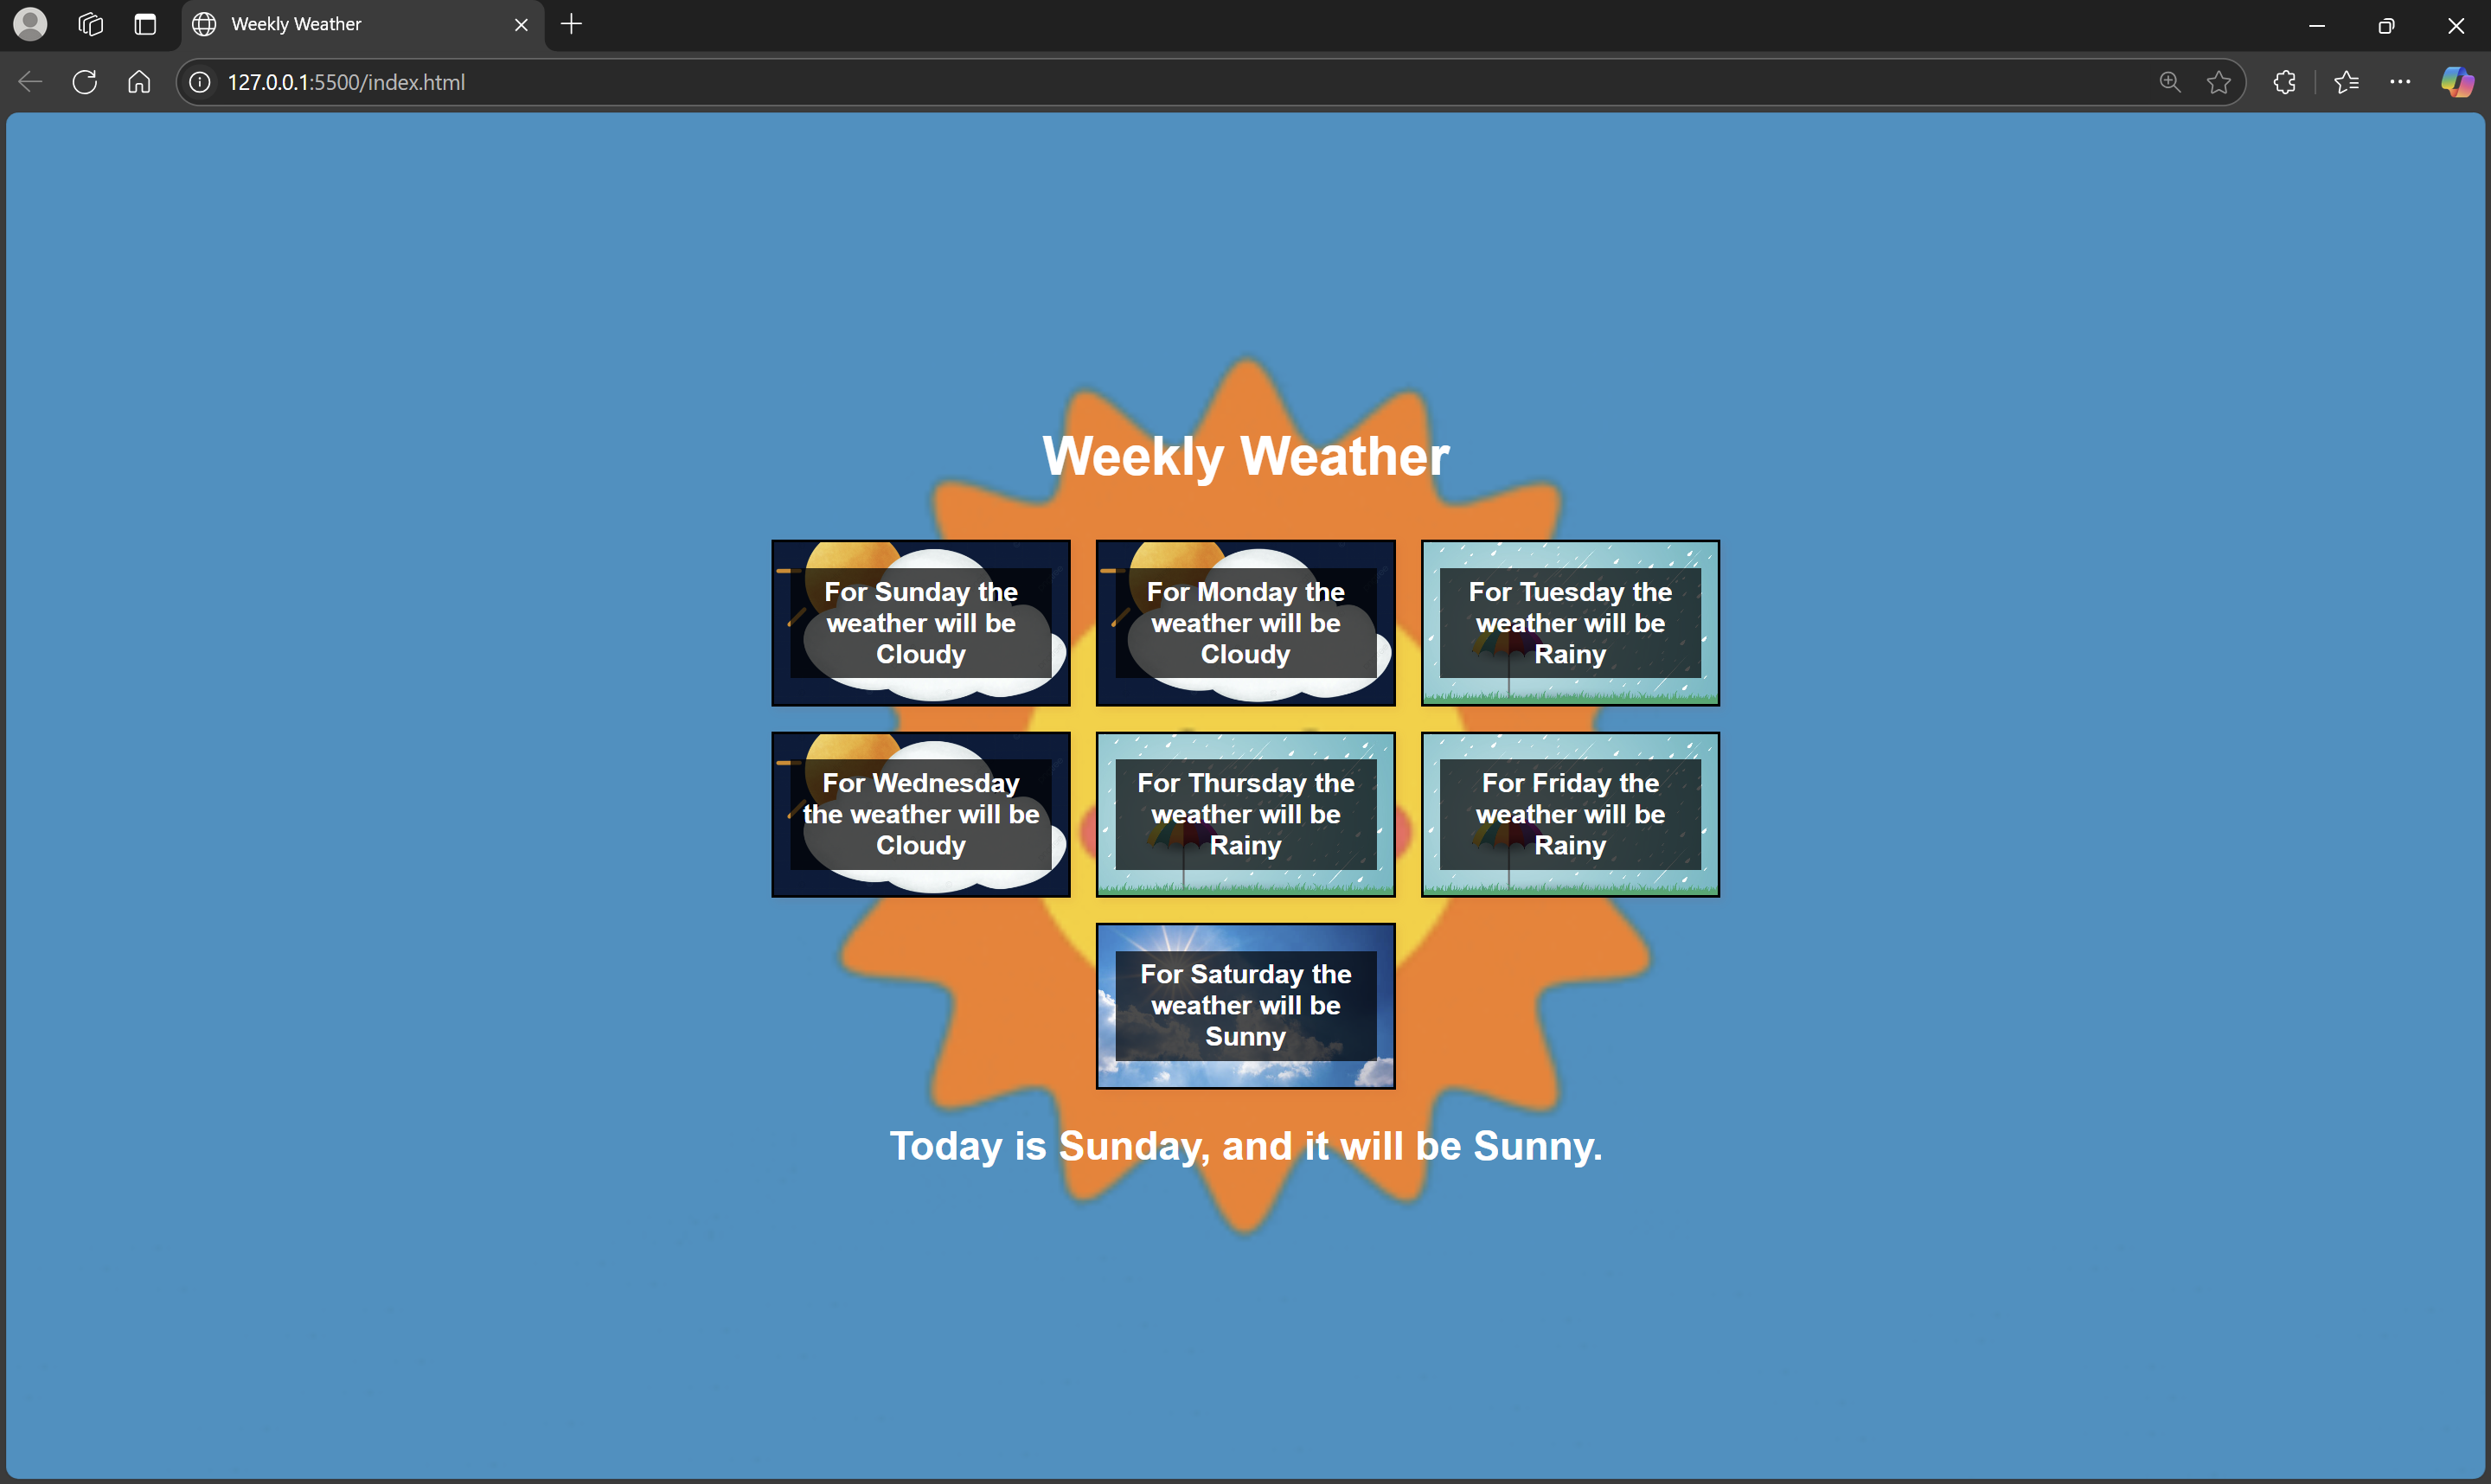 Weekly Weather
127.0.0.1:5500/index.html
Weekly Weather
For Sunday the
weather will be
Cloudy
For Monday the
weather will be
Cloudy
For Tuesday the
weather will be
Rainy
For Wednesday
the weather will be
Cloudy
For Thursday the
weather will be
Rainy
For Friday the
weather will be
Rainy
For Saturday the
weather will be
Sunny
Today is Sunday, and it will be Sunny.